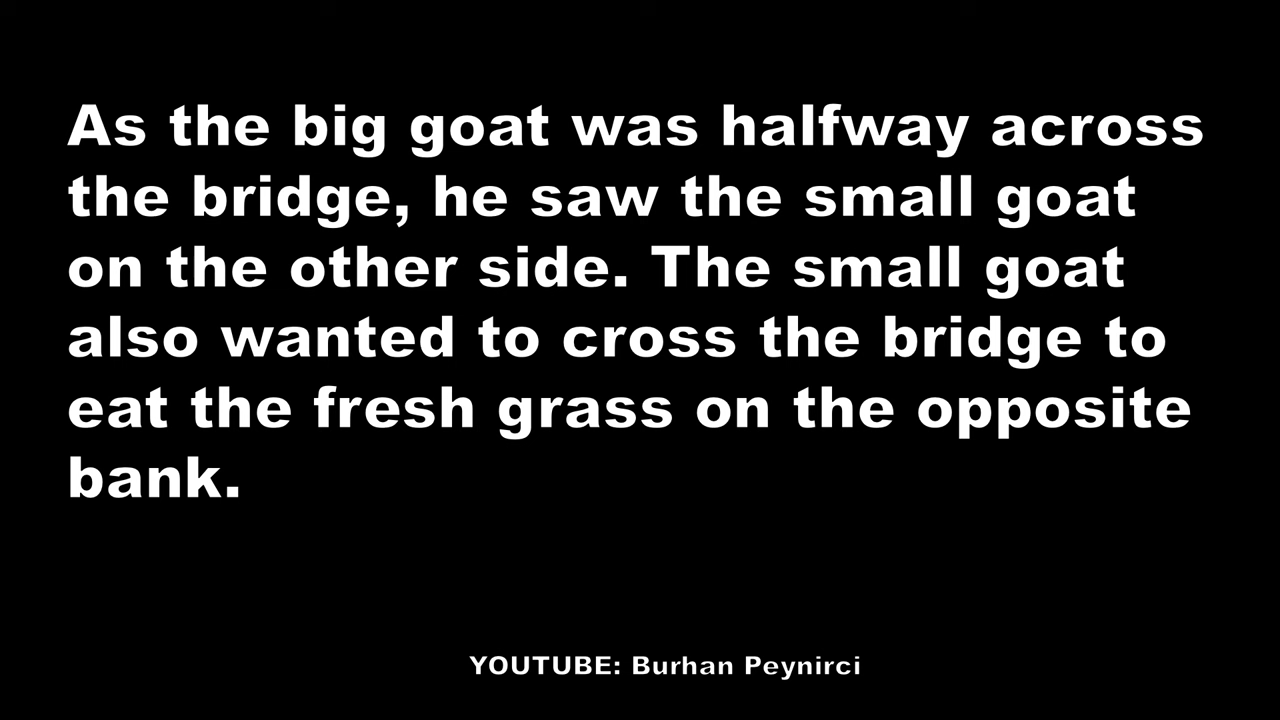 As the big goat was halfway across
the bridge, he saw the small goat
on the other side. The small goat
also wanted to cross the bridge to
eat the fresh grass on the opposite
bank.
YOUTUBE: Burhan Peynirci